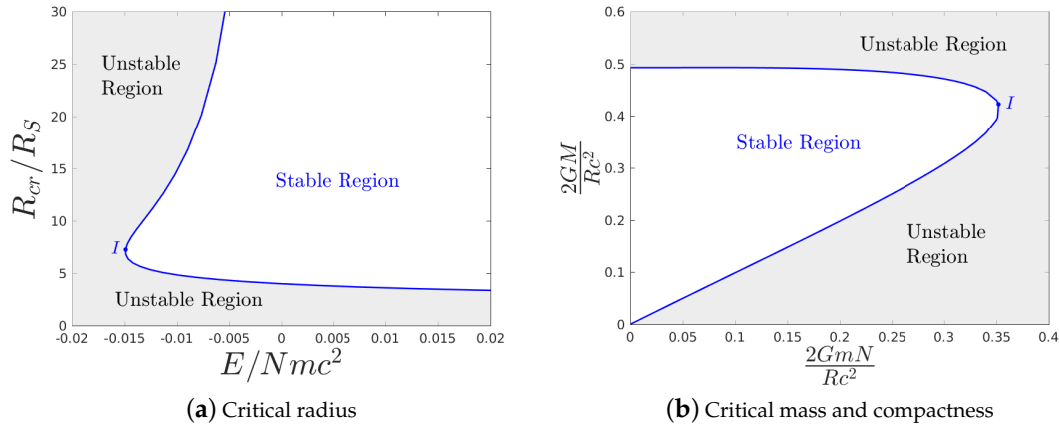 30
25
20
15
10
5
0
R_{cr}/R_S
Unstable
Region
Stable Region
I
Unstable Region
-0.02 -0.015 -0.01 -0.005 0 0.005 0.01 0.015 0.02
E/Nmc^2
(a) Critical radius
0.6
0.5
0.4
0.3
0.2
0.1
0
\frac{2GM}{Rc^2}
Unstable Region
I
Stable Region
Unstable
Region
0 0.05 0.1 0.15 0.2 0.25 0.3 0.35 0.4
\frac{2GmN}{Rc^2}
(b) Critical mass and compactness